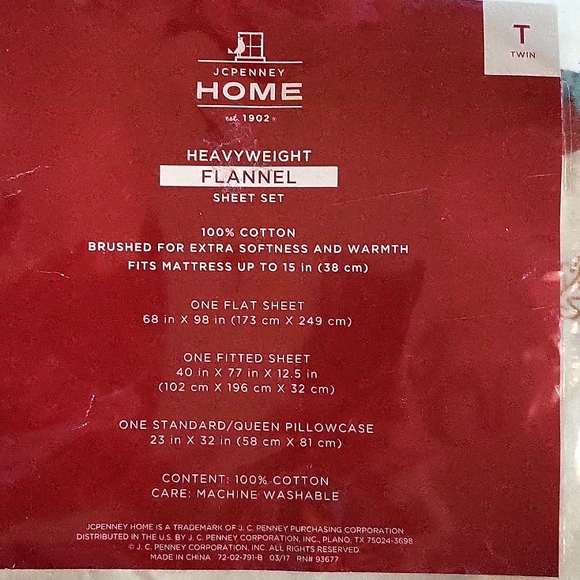 T
TWIN
JCPENNEY
HOME
est. 1902®
HEAVYWEIGHT
FLANNEL
SHEET SET
100% COTTON
BRUSHED FOR EXTRA SOFTNESS AND WARMTH
FITS MATTRESS UP TO 15 in (38 cm)
ONE FLAT SHEET
68 in X 98 in (173 cm X 249 cm)
ONE FITTED SHEET
40 in X 77 in X 12.5 in
(102 cm X 196 cm X 32 cm)
ONE STANDARD/QUEEN PILLOWCASE
23 in X 32 in (58 cm X 81 cm)
CONTENT: 100% COTTON
CARE: MACHINE WASHABLE
JCPENNEY HOME IS A TRADEMARK OF J. C. PENNEY PURCHASING CORPORATION
DISTRIBUTED IN THE U.S. BY J. C. PENNEY CORPORATION, INC., PLANO, TX 75024-3698
© J. C. PENNEY CORPORATION, INC. ALL RIGHTS RESERVED.
MADE IN CHINA 72-02-791-B 03/17 RN# 93677